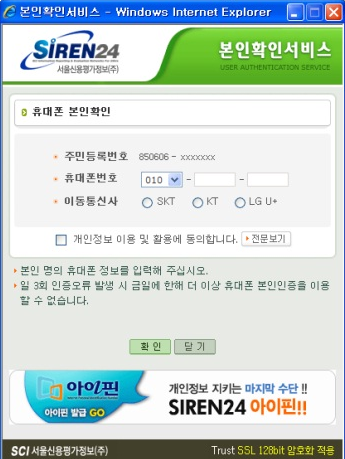 본인확인서비스 - Windows Internet Explorer
SIREN24
서울신용평가정보(주)
본인확인서비스
USER AUTHENTICATION SERVICE
휴대폰 본인확인
주민등록번호 850606 - xxxxxxx
휴대폰번호 010 - -
이동통신사 SKT KT LG U+
개인정보 이용 및 활용에 동의합니다. 전문보기
본인 명의 휴대폰 정보를 입력해 주십시오.
일 3회 인증오류 발생 시 금일에 한해 더 이상 휴대폰 본인인증을 이용
할 수 없습니다.
확인 닫기
아이핀
아이핀 발급 GO
개인정보 지키는 마지막 수단 !!
SIREN24 아이핀!!
SCI 서울신용평가정보(주) Trust SSL 128bit 암호화 적용